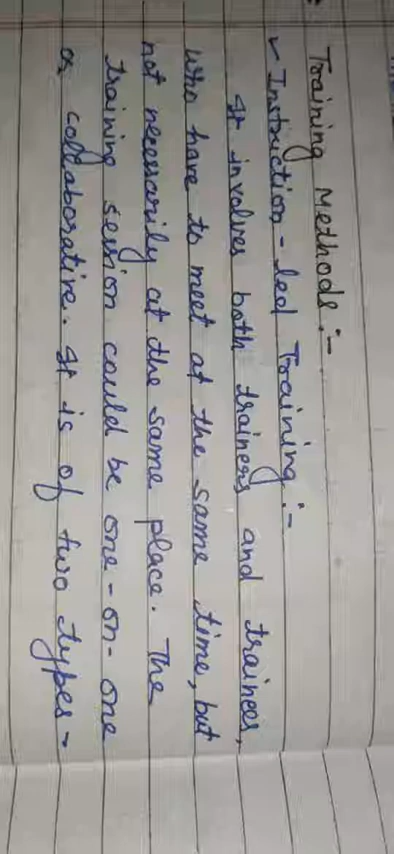 Training Methods :-
✓ Instruction - led Training :-
It involves both trainers and trainees,
who have to meet at the same time, but
not necessarily at the same place. The
training session could be one - on - one
or collaborative. It is of two types -